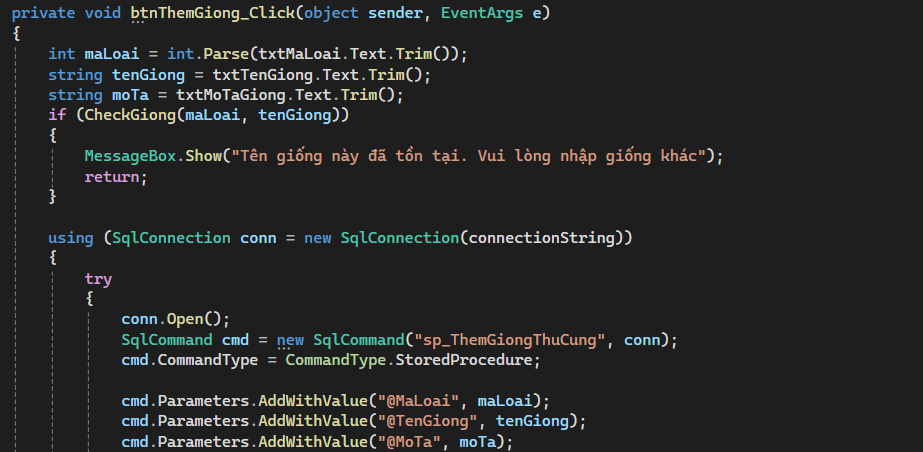 private void btnThemGiong_Click(object sender, EventArgs e)
{
int maLoai = int.Parse(txtMaLoai.Text.Trim());
string tenGiong = txtTenGiong.Text.Trim();
string moTa = txtMoTaGiong.Text.Trim();
if (CheckGiong(maLoai, tenGiong))
{
MessageBox.Show("Tên giống này đã tồn tại. Vui lòng nhập giống khác");
return;
}
using (SqlConnection conn = new SqlConnection(connectionString))
{
try
{
conn.Open();
SqlCommand cmd = new SqlCommand("sp_ThemGiongThuCung", conn);
cmd.CommandType = CommandType.StoredProcedure;
cmd.Parameters.AddWithValue("@MaLoai", maLoai);
cmd.Parameters.AddWithValue("@TenGiong", tenGiong);
cmd.Parameters.AddWithValue("@MoTa", moTa);